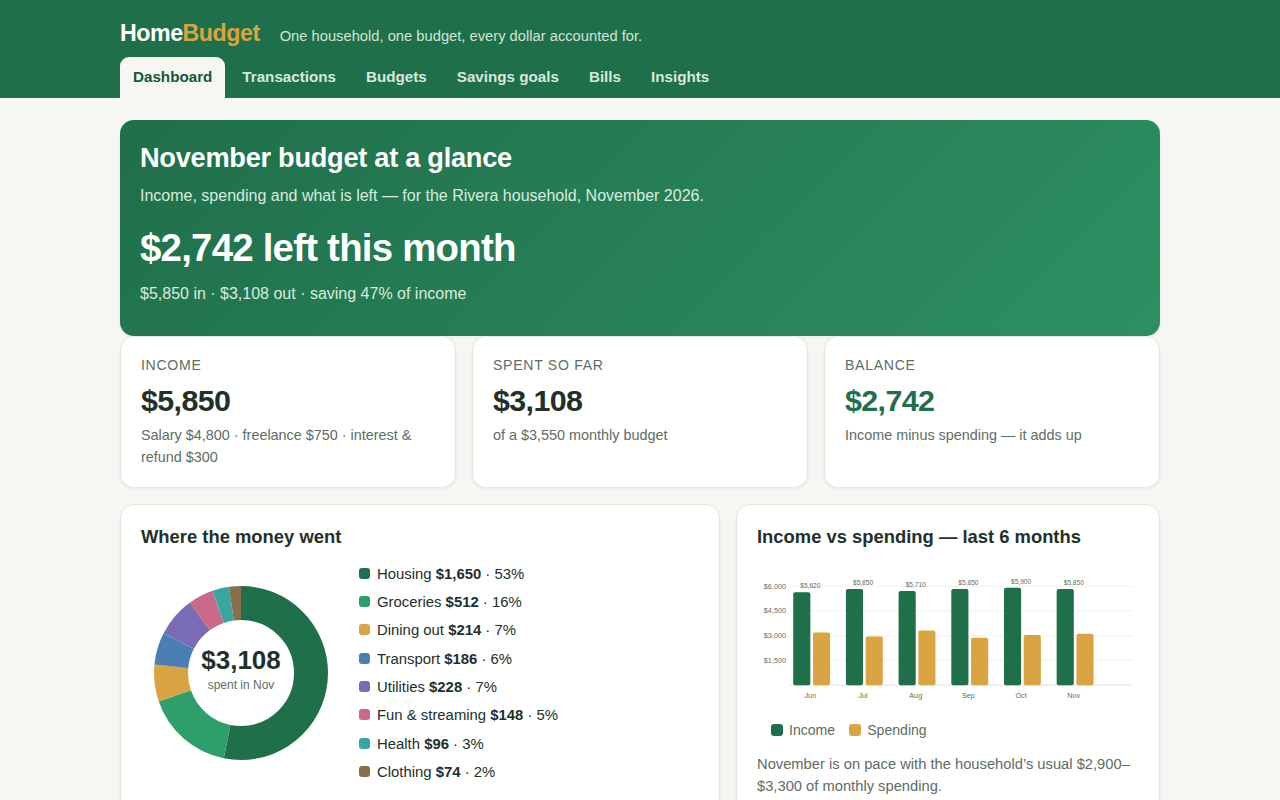 HomeBudget
One household, one budget, every dollar accounted for.
Dashboard
Transactions
Budgets
Savings goals
Bills
Insights
November budget at a glance
Income, spending and what is left — for the Rivera household, November 2026.
$2,742 left this month
$5,850 in · $3,108 out · saving 47% of income
INCOME
$5,850
Salary $4,800 · freelance $750 · interest &
refund $300
SPENT SO FAR
$3,108
of a $3,550 monthly budget
BALANCE
$2,742
Income minus spending — it adds up
Where the money went
$3,108
spent in Nov
Housing $1,650 · 53%
Groceries $512 · 16%
Dining out $214 · 7%
Transport $186 · 6%
Utilities $228 · 7%
Fun & streaming $148 · 5%
Health $96 · 3%
Clothing $74 · 2%
Income vs spending — last 6 months
$6,000
$4,500
$3,000
$1,500
$5,620
$5,850
$5,710
$5,850
$5,900
$5,850
Jun
Jul
Aug
Sep
Oct
Nov
Income
Spending
November is on pace with the household’s usual $2,900–
$3,300 of monthly spending.